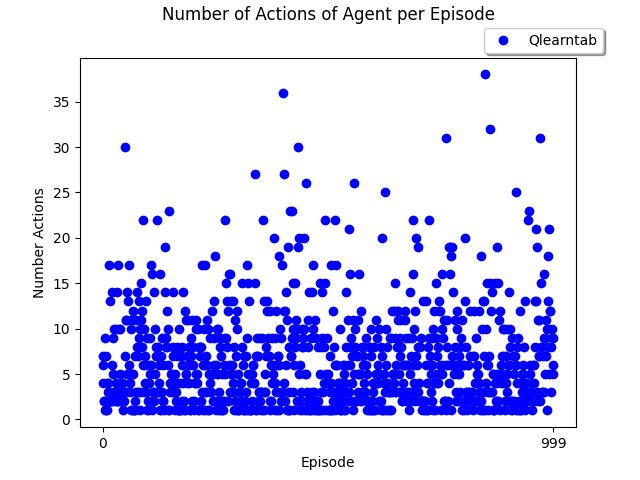 Number of Actions of Agent per Episode
Qlearntab
35
30
25
20
15
10
5
0
Number Actions
0
999
Episode